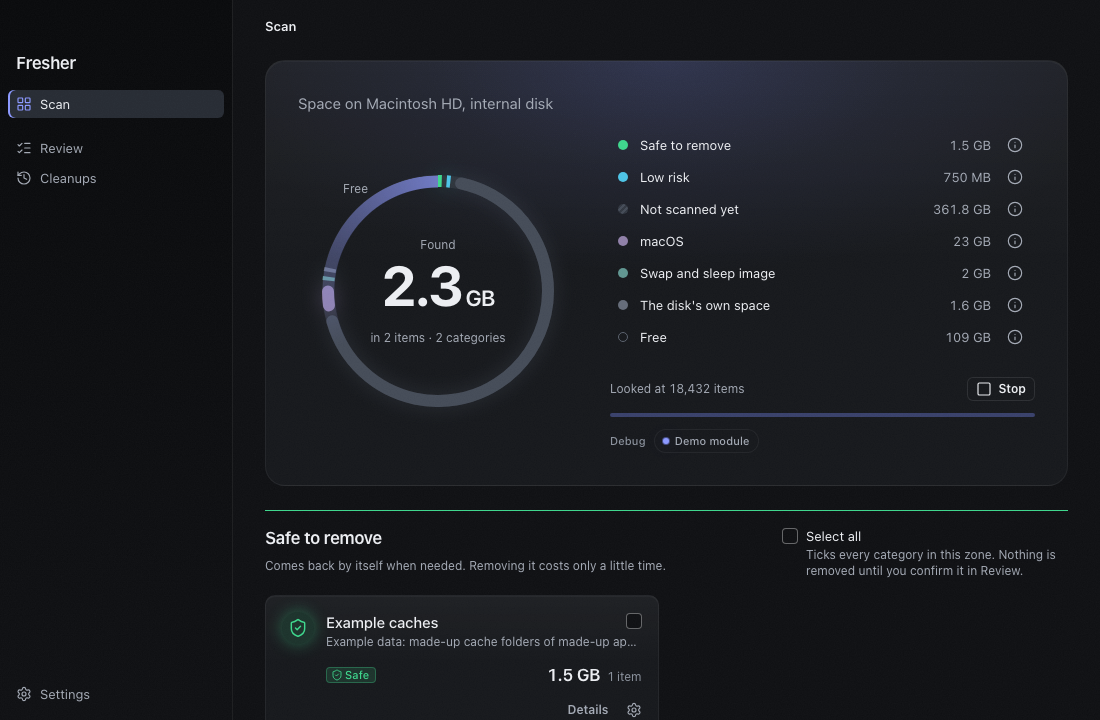 Scan
Fresher
Scan
Review
Cleanups
Settings
Space on Macintosh HD, internal disk
Free
Found
2.3 GB
in 2 items · 2 categories
Safe to remove 1.5 GB
Low risk 750 MB
Not scanned yet 361.8 GB
macOS 23 GB
Swap and sleep image 2 GB
The disk's own space 1.6 GB
Free 109 GB
Looked at 18,432 items
Stop
Debug Demo module
Safe to remove
Comes back by itself when needed. Removing it costs only a little time.
Select all
Ticks every category in this zone. Nothing is
removed until you confirm it in Review.
Example caches
Example data: made-up cache folders of made-up ap...
Safe
1.5 GB 1 item
Details